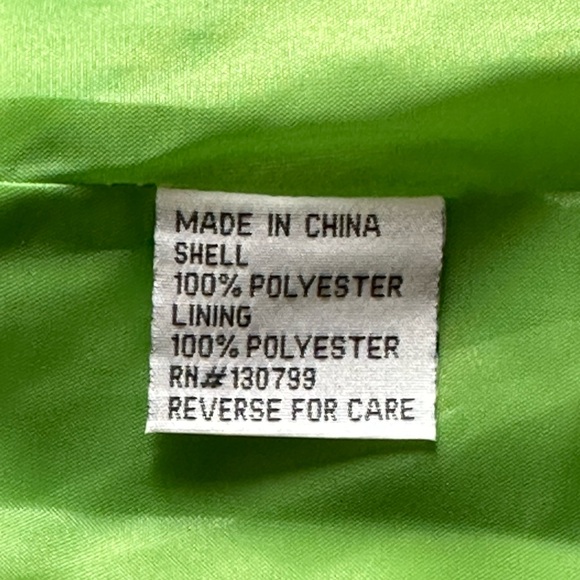 MADE IN CHINA
SHELL
100% POLYESTER
LINING
100% POLYESTER
RN#130799
REVERSE FOR CARE